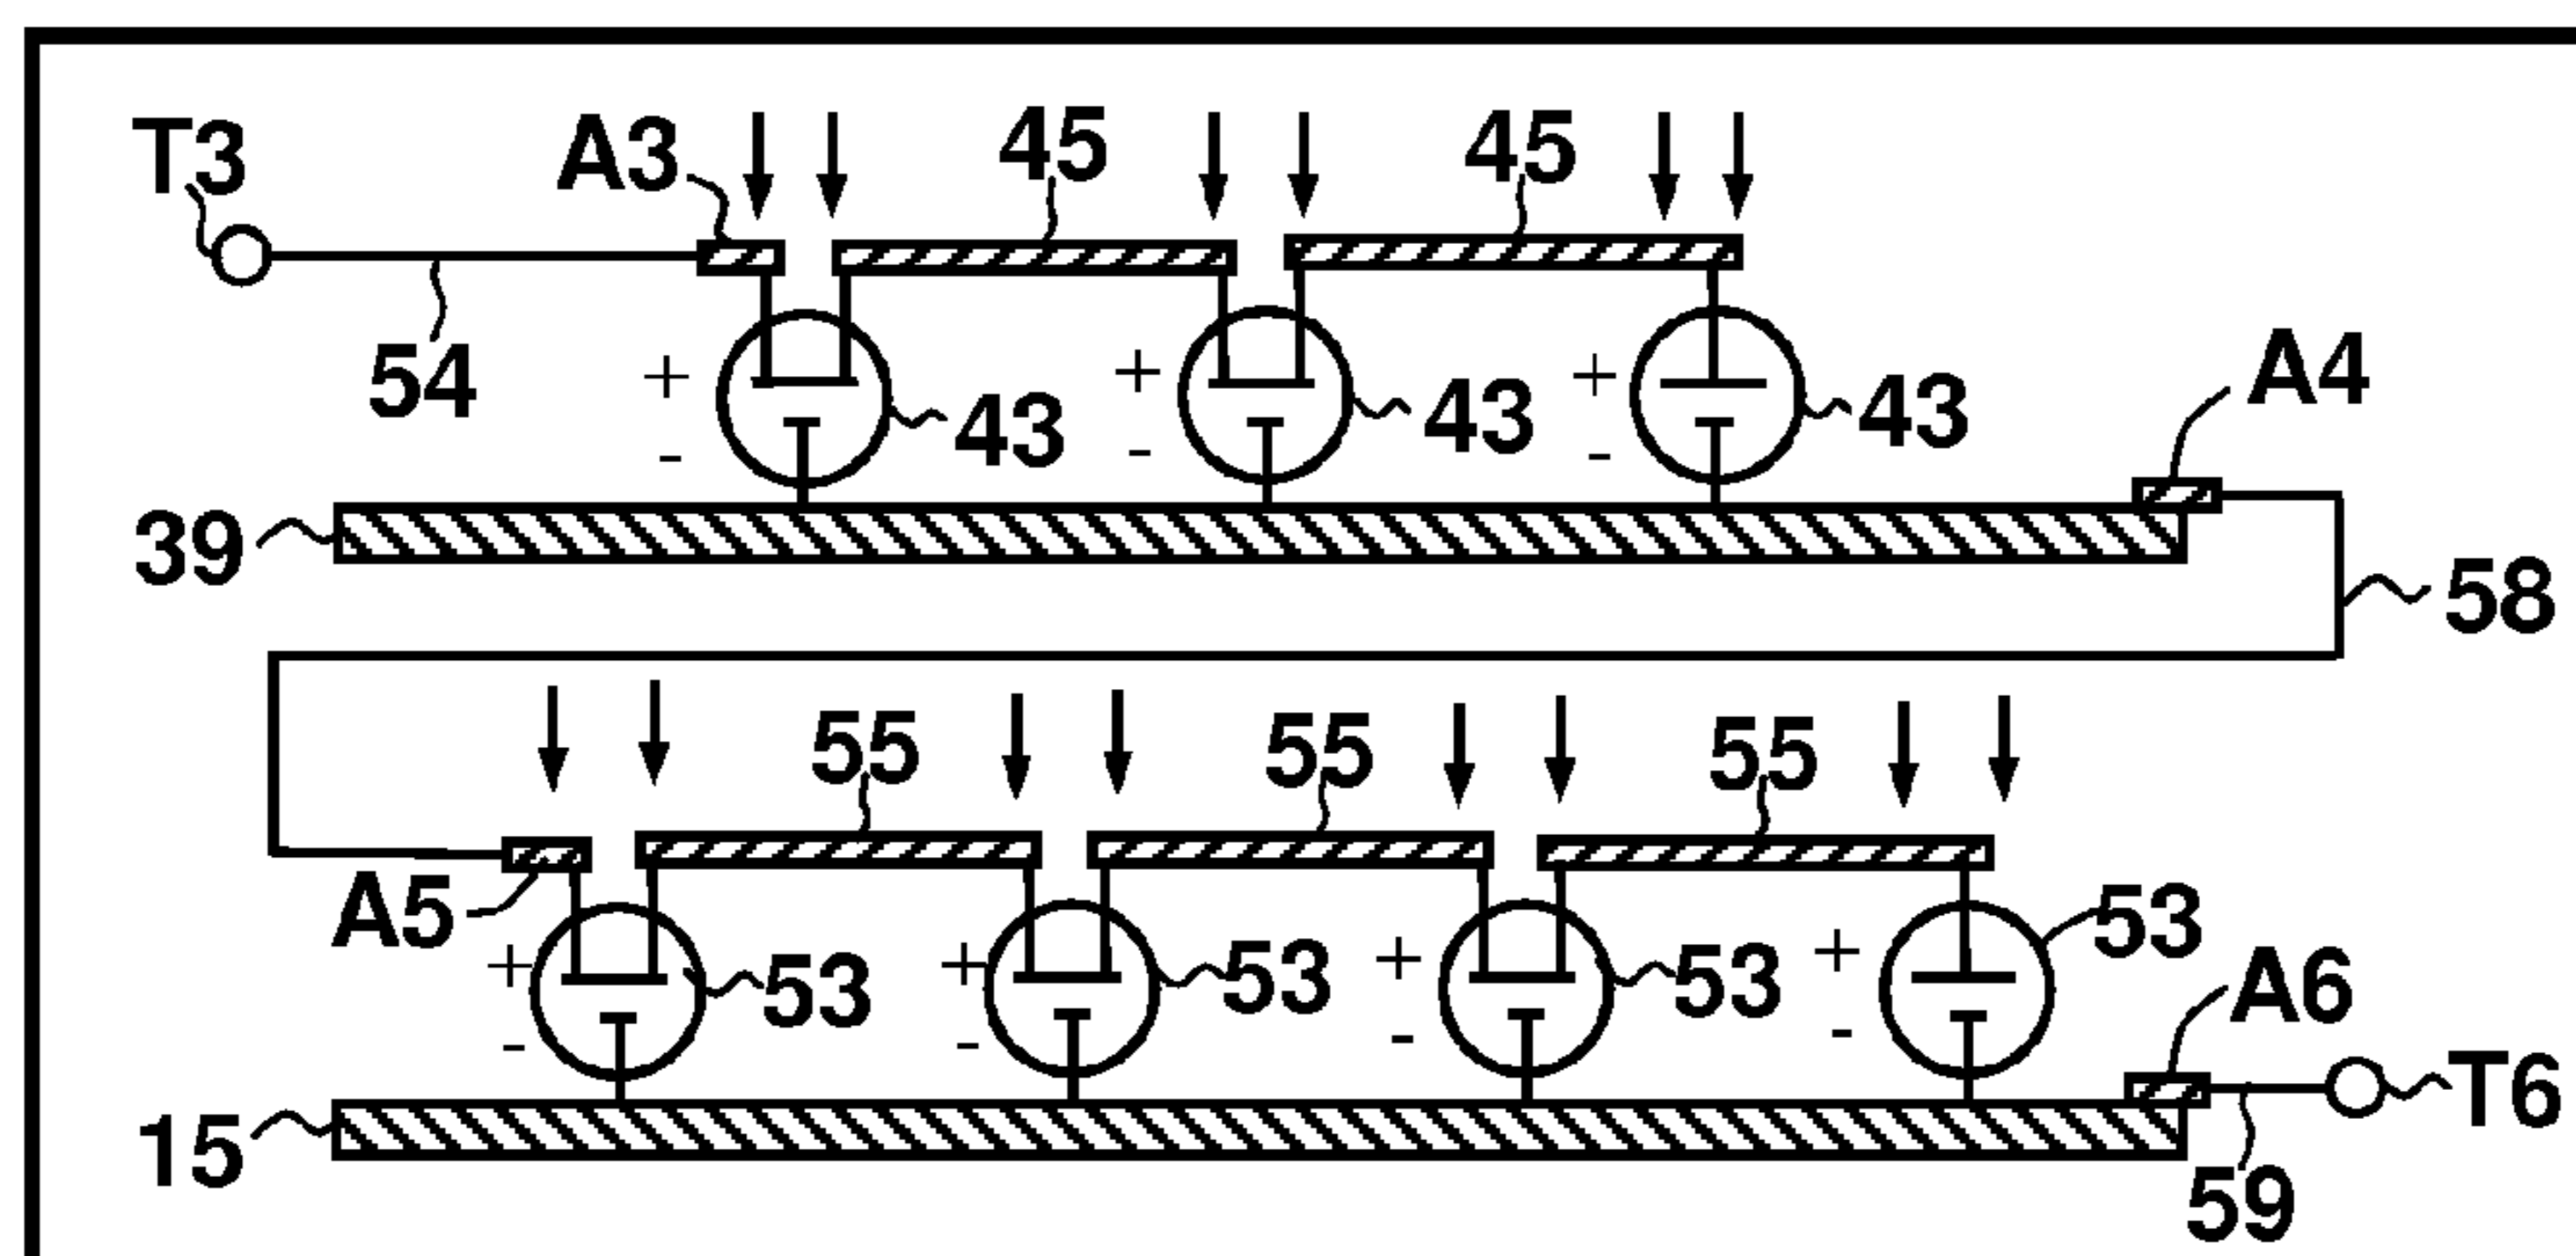 T3 A3 45 45
54 + + + A4
- 43 - 43 - 43
39
58
55 55 55
A5 + + + + 53
- 53 - 53 - 53 - A6
T6
15
59